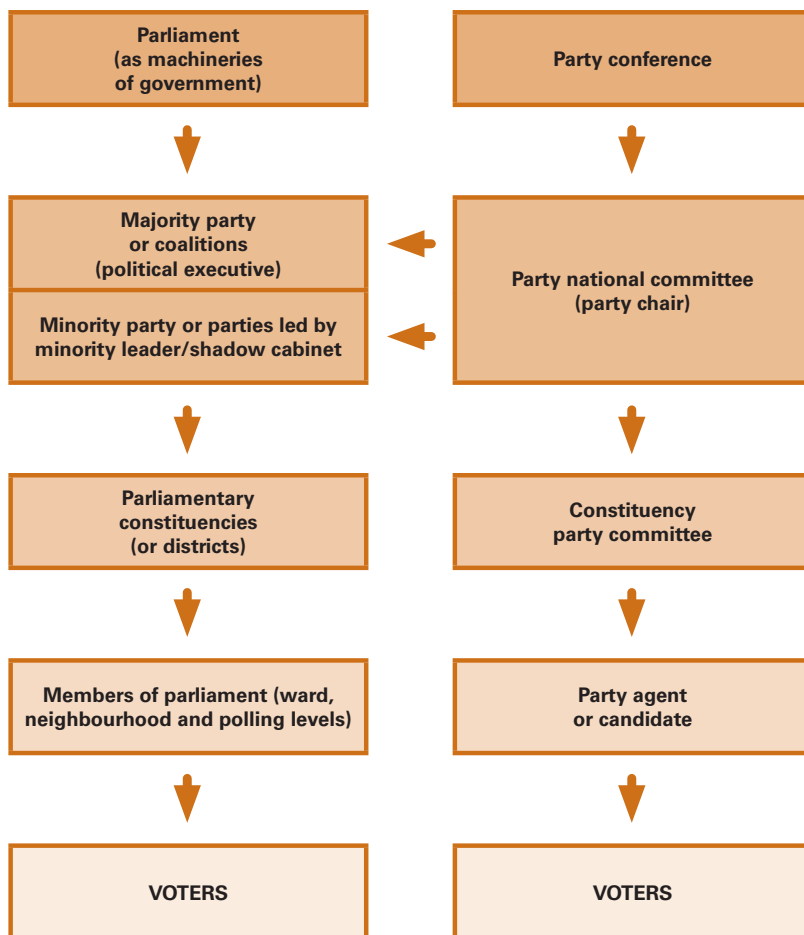 Parliament
(as machineries
of government)
Party conference
Majority party
or coalitions
(political executive)
Minority party or parties led by
minority leader/shadow cabinet
Party national committee
(party chair)
Parliamentary
constituencies
(or districts)
Constituency
party committee
Members of parliament (ward,
neighbourhood and polling levels)
Party agent
or candidate
VOTERS
VOTERS